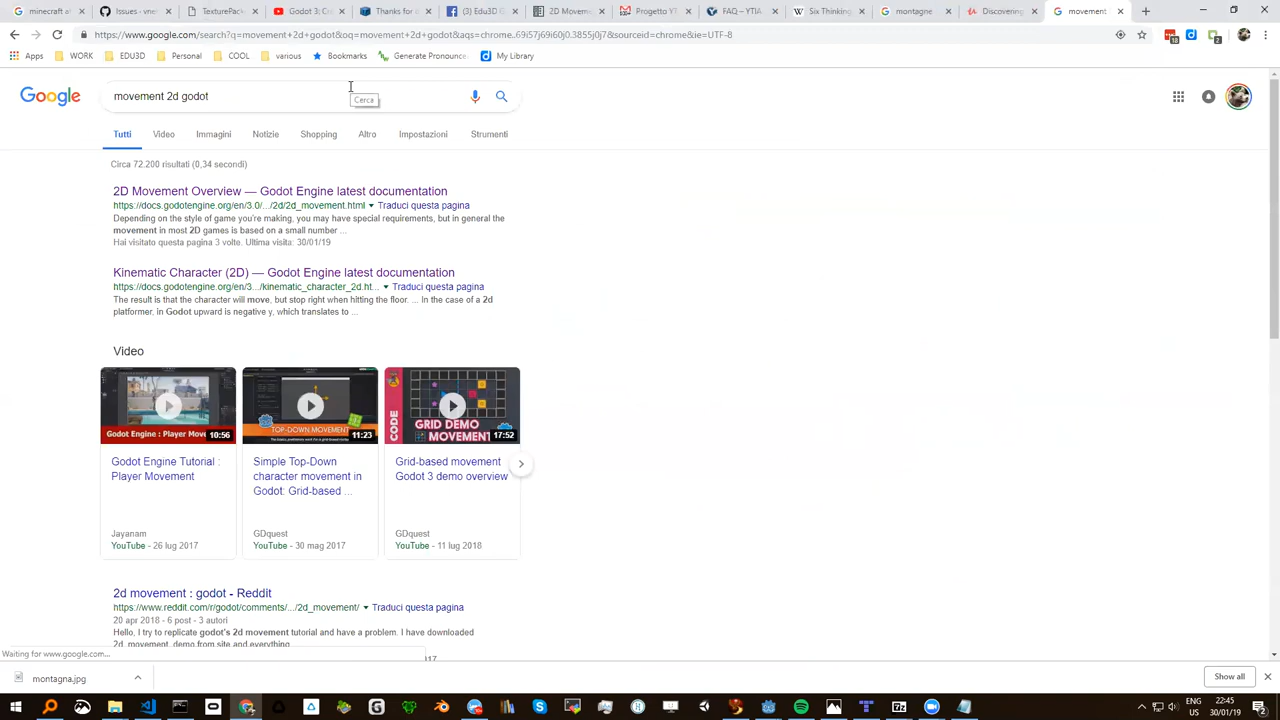 minecraft
TexturePack
Godot 3:
Thanks for
Edu3D
2D Movem
Progetto YT
FAQ – YTIA
Six Thinking
montagne
Discovering
movement
https://www.google.com/search?q=movement+2d+godot&oq=movement+2d+godot&aqs=chrome..69i57j69i60j0.3855j0j7&sourceid=chrome&ie=UTF-8
Apps WORK EDU3D Personal COOL various Bookmarks Generate Pronounce My Library
Google
movement 2d godot
Cerca
Tutti Video Immagini Notizie Shopping Altro Impostazioni Strumenti
Circa 72.200 risultati (0,34 secondi)
2D Movement Overview — Godot Engine latest documentation
https://docs.godotengine.org/en/3.0/.../2d/2d_movement.html ▾ Traduci questa pagina
Depending on the style of game you're making, you may have special requirements, but in general the
movement in most 2D games is based on a small number ...
Hai visitato questa pagina 3 volte. Ultima visita: 30/01/19
Kinematic Character (2D) — Godot Engine latest documentation
https://docs.godotengine.org/en/3.../kinematic_character_2d.ht... ▾ Traduci questa pagina
The result is that the character will move, but stop right when hitting the floor. ... In the case of a 2d
platformer, in Godot upward is negative y, which translates to ...
Video
Godot Engine : Player Move
10:56
TOP-DOWN MOVEMENT
11:23
CODE
GRID DEMO
MOVEMENT
17:52
Godot Engine Tutorial :
Player Movement
Jayanam
YouTube - 26 lug 2017
Simple Top-Down
character movement in
Godot: Grid-based ...
GDquest
YouTube - 30 mag 2017
Grid-based movement
Godot 3 demo overview
GDquest
YouTube - 11 lug 2018
2d movement : godot - Reddit
https://www.reddit.com/r/godot/comments/.../2d_movement/ ▾ Traduci questa pagina
20 apr 2018 - 6 post - 3 autori
Hello, I try to replicate godot's 2d movement tutorial and have a problem. I have downloaded
2d_movement_demo from site and everything
Waiting for www.google.com...
montagna.jpg
Show all
22:45
ENG
US
30/01/19